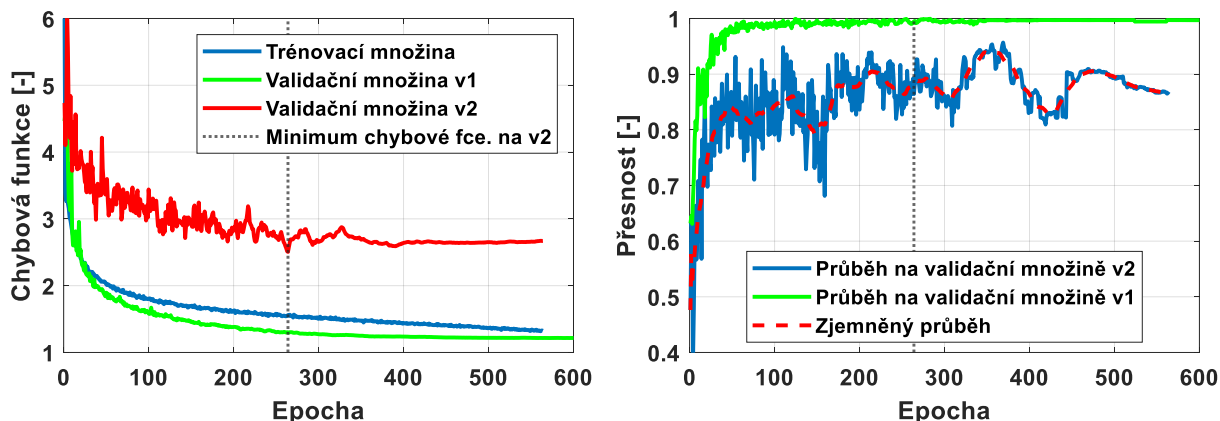 6
5
4
3
2
1
0
100
200
300
400
500
600
Chybová funkce [-]
Epocha
Trénovací množina
Validační množina v1
Validační množina v2
Minimum chybové fce. na v2
1
0.9
0.8
0.7
0.6
0.5
0.4
0
100
200
300
400
500
600
Přesnost [-]
Epocha
Průběh na validační množině v2
Průběh na validační množině v1
Zjemněný průběh